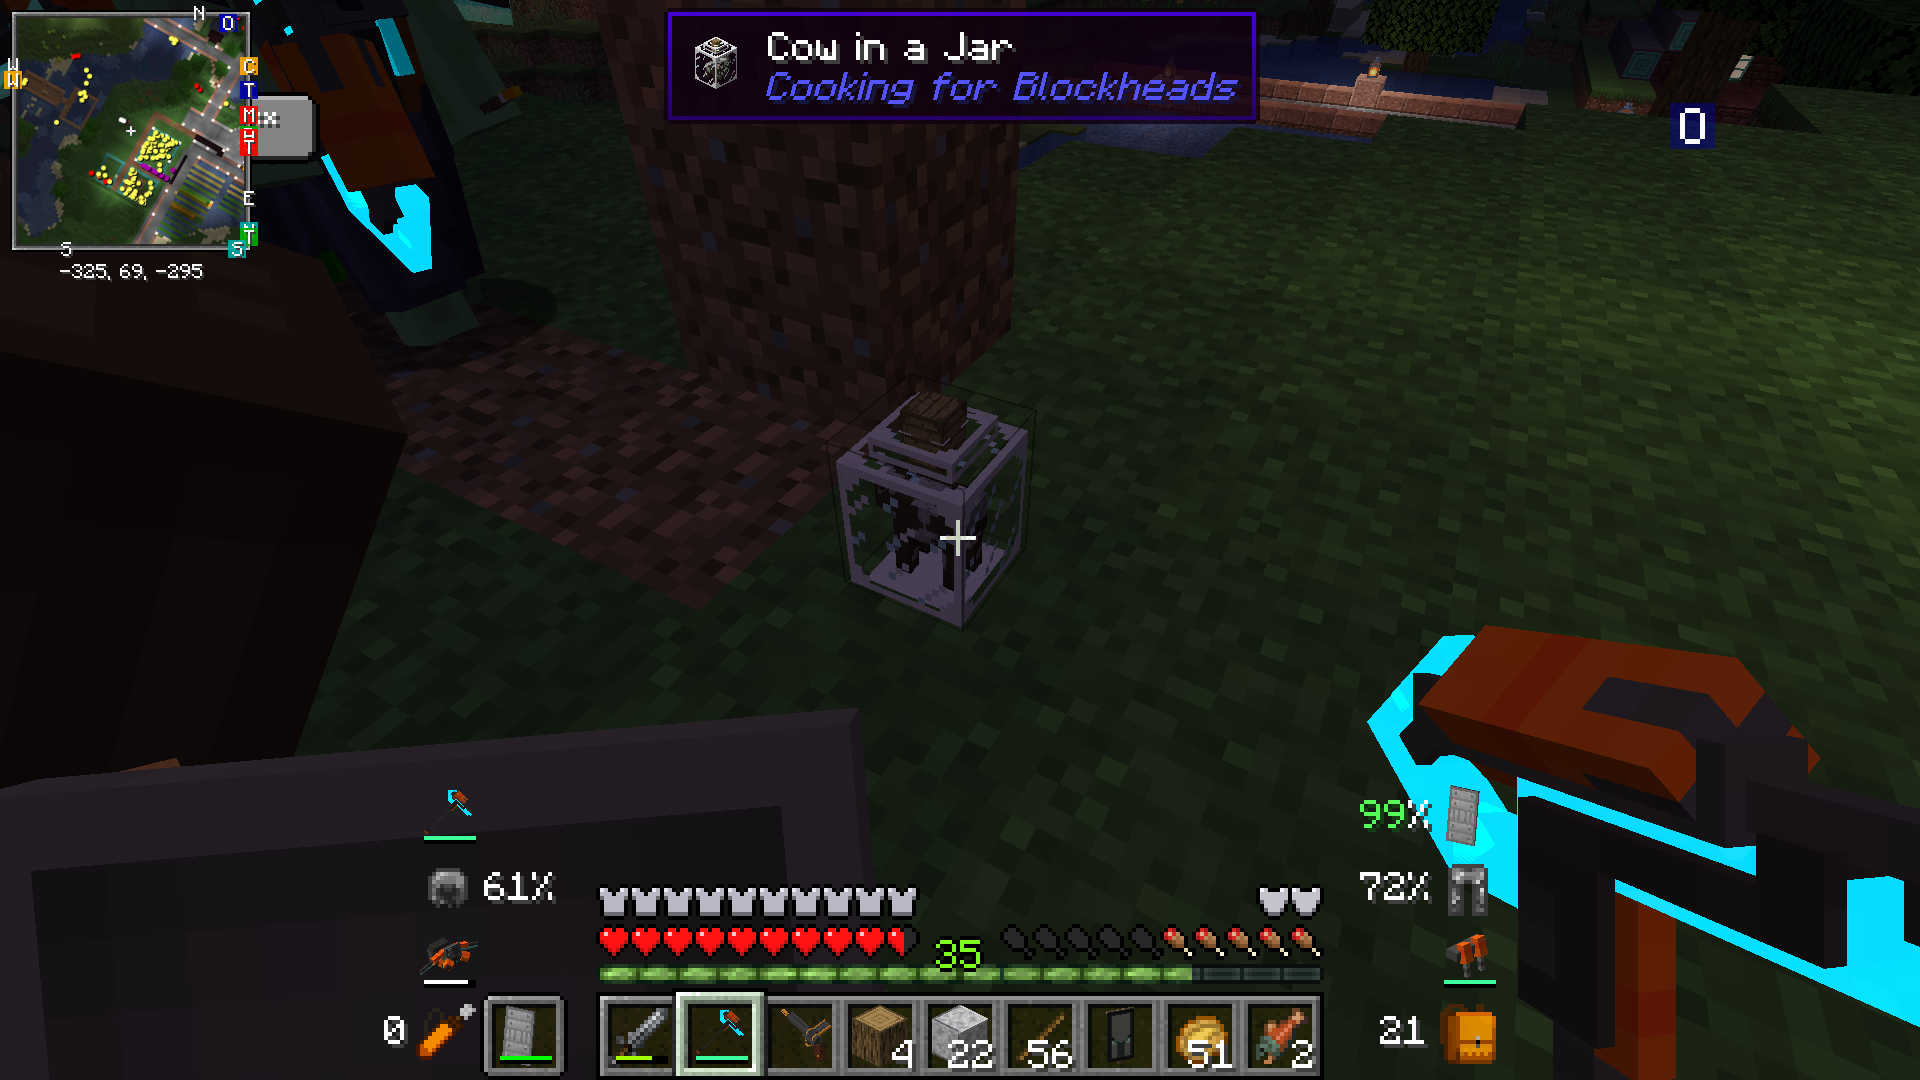 N
O
Cow in a Jar
Cooking for Blockheads
W
W
C
T
M
W
T
O
E
T
S
S
-325, 69, -295
99%
61%
72%
35
0
4
22
56
51
2
21